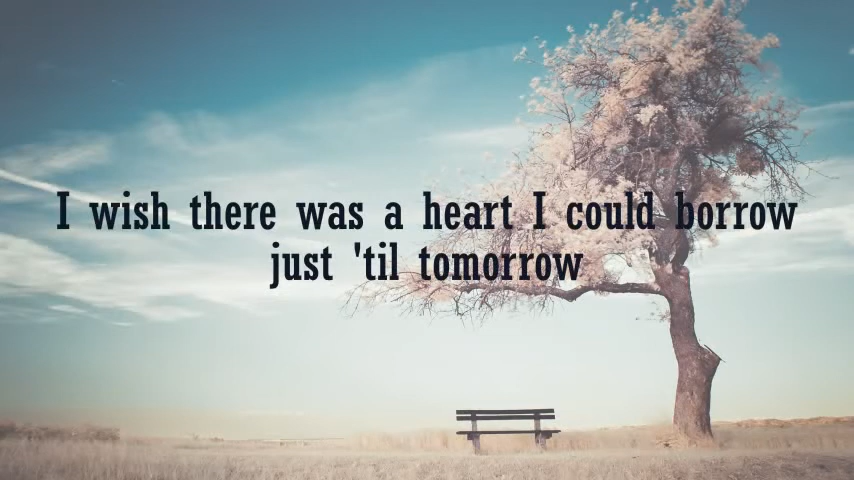 I wish there was a heart I could borrow
just 'til tomorrow